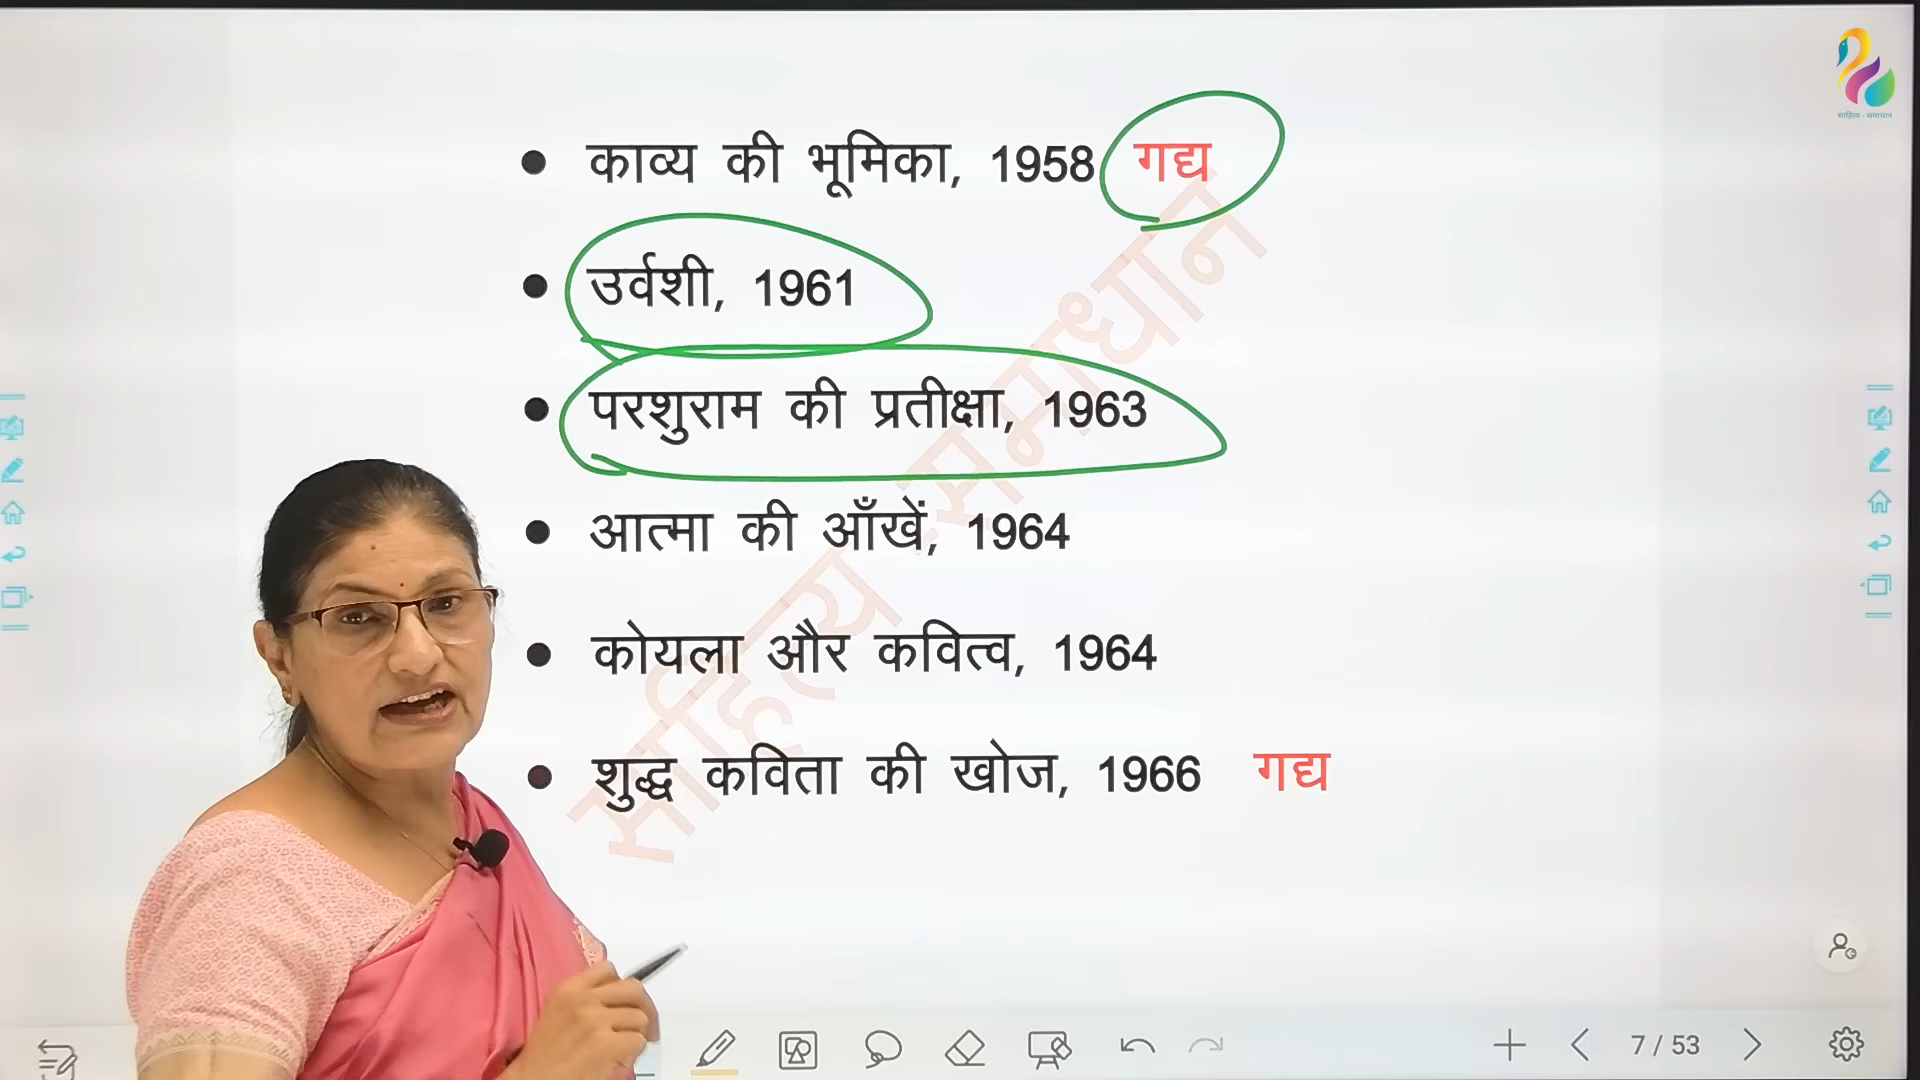 काव्य की भूमिका, 1958 गद्य
उर्वशी, 1961
परशुराम की प्रतीक्षा, 1963
आत्मा की आँखें, 1964
कोयला और कवित्व, 1964
शुद्ध कविता की खोज, 1966 गद्य
साहित्य - समाधान
साहित्य - समाधान
7 / 53